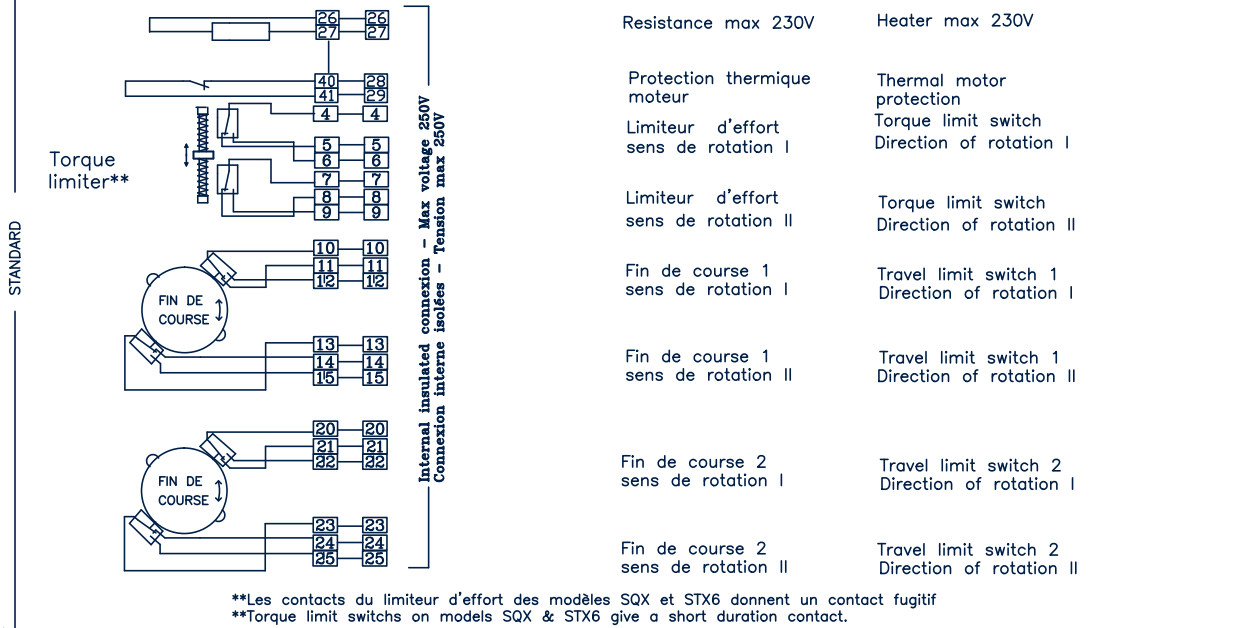 26 26 Resistance max 230V Heater max 230V
27 27
40 28 Protection thermique Thermal motor
41 29 moteur protection
4 4 Limiteur d'effort Torque limit switch
5 5 sens de rotation I Direction of rotation I
6 6
Torque
limiter**
7 7
8 8 Limiteur d'effort Torque limit switch
9 9 sens de rotation II Direction of rotation II
STANDARD
10 10
11 11 Fin de course 1 Travel limit switch 1
12 12 sens de rotation I Direction of rotation I
FIN DE
COURSE
13 13
14 14 Fin de course 1 Travel limit switch 1
15 15 sens de rotation II Direction of rotation II
Internal insulated connexion - Max voltage 250V
Connexion interne isolées - Tension max 250V
20 20
21 21
22 22 Fin de course 2 Travel limit switch 2
sens de rotation I Direction of rotation I
FIN DE
COURSE
23 23
24 24 Fin de course 2 Travel limit switch 2
25 25 sens de rotation II Direction of rotation II
**Les contacts du limiteur d'effort des modèles SQX et STX6 donnent un contact fugitif
**Torque limit switchs on models SQX & STX6 give a short duration contact.